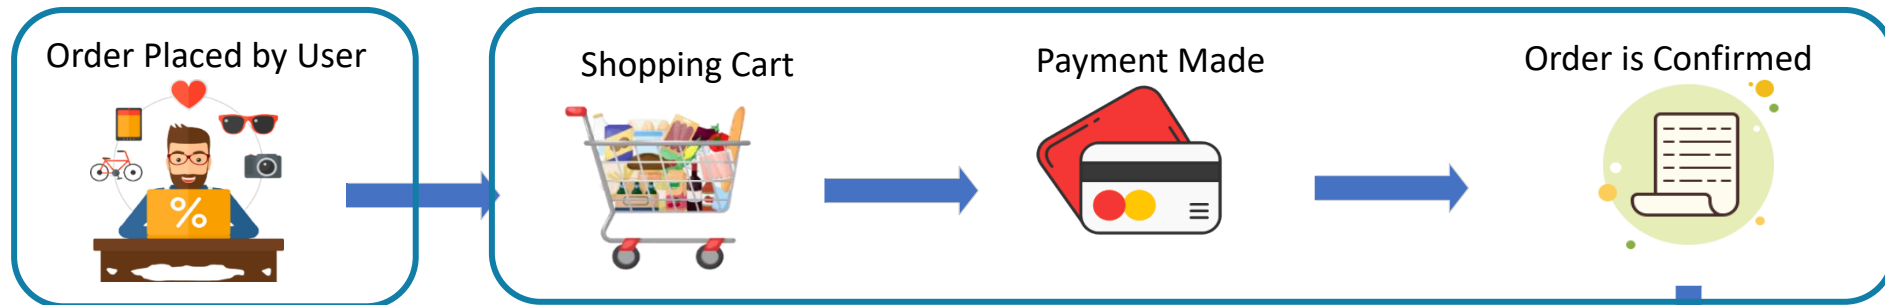 Order Placed by User
Shopping Cart
Payment Made
Order is Confirmed
%